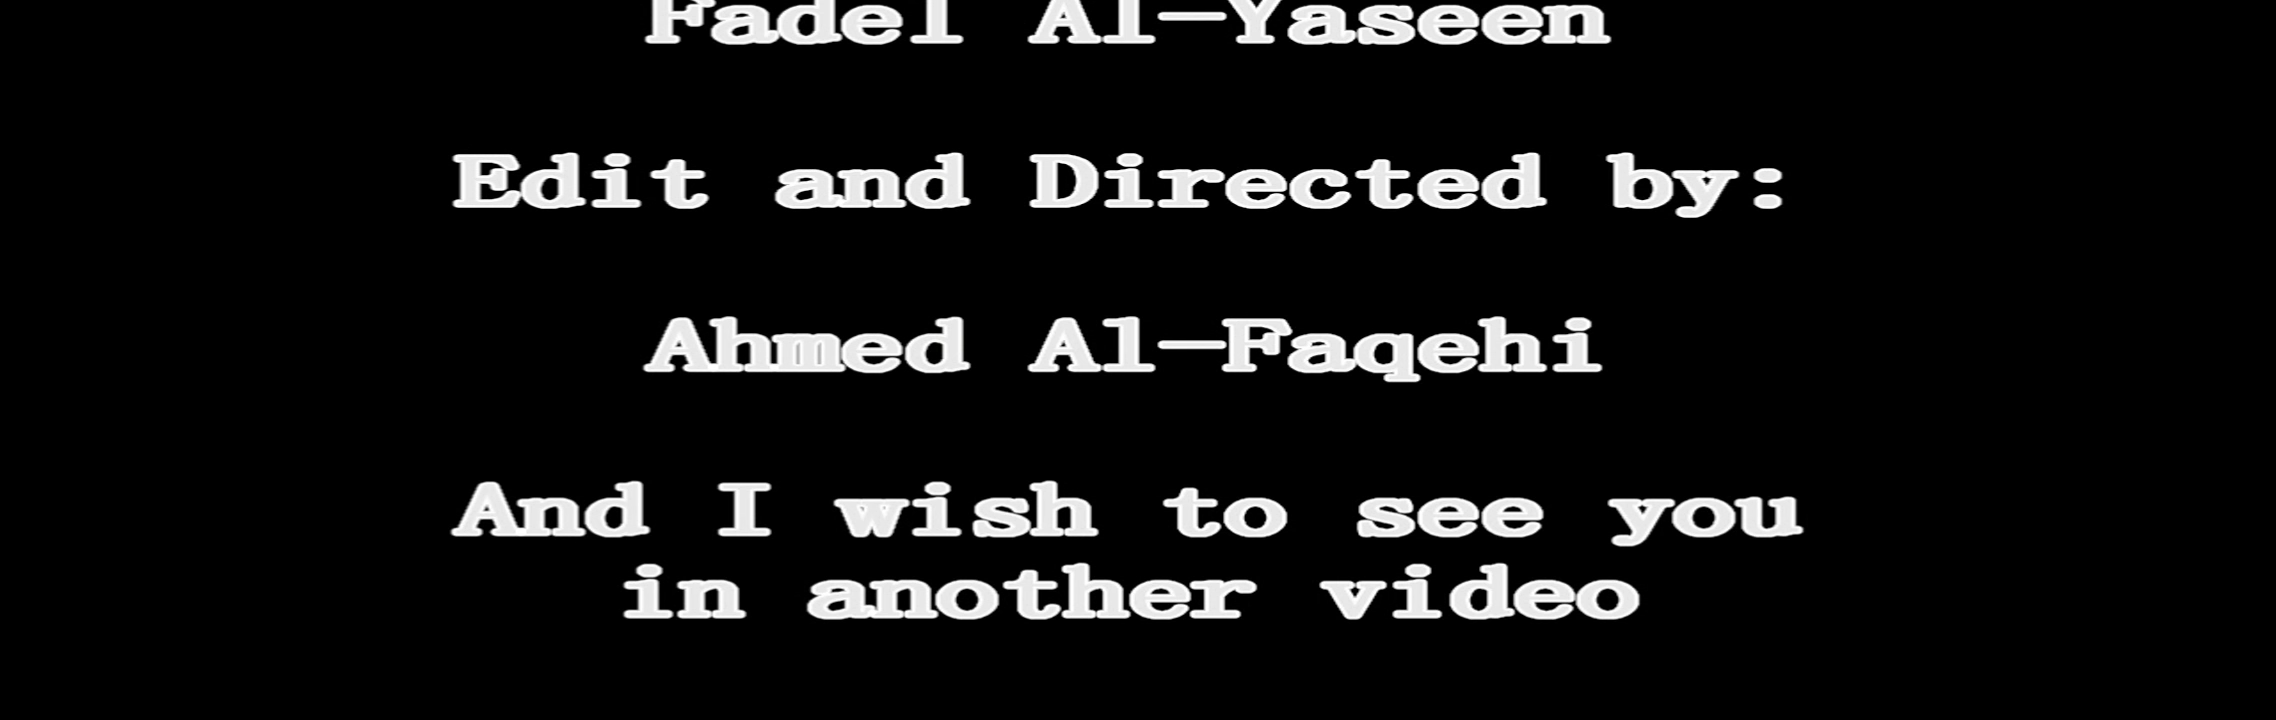 Fadel Al-Yaseen
Edit and Directed by:
Ahmed Al-Faqehi
And I wish to see you
in another video